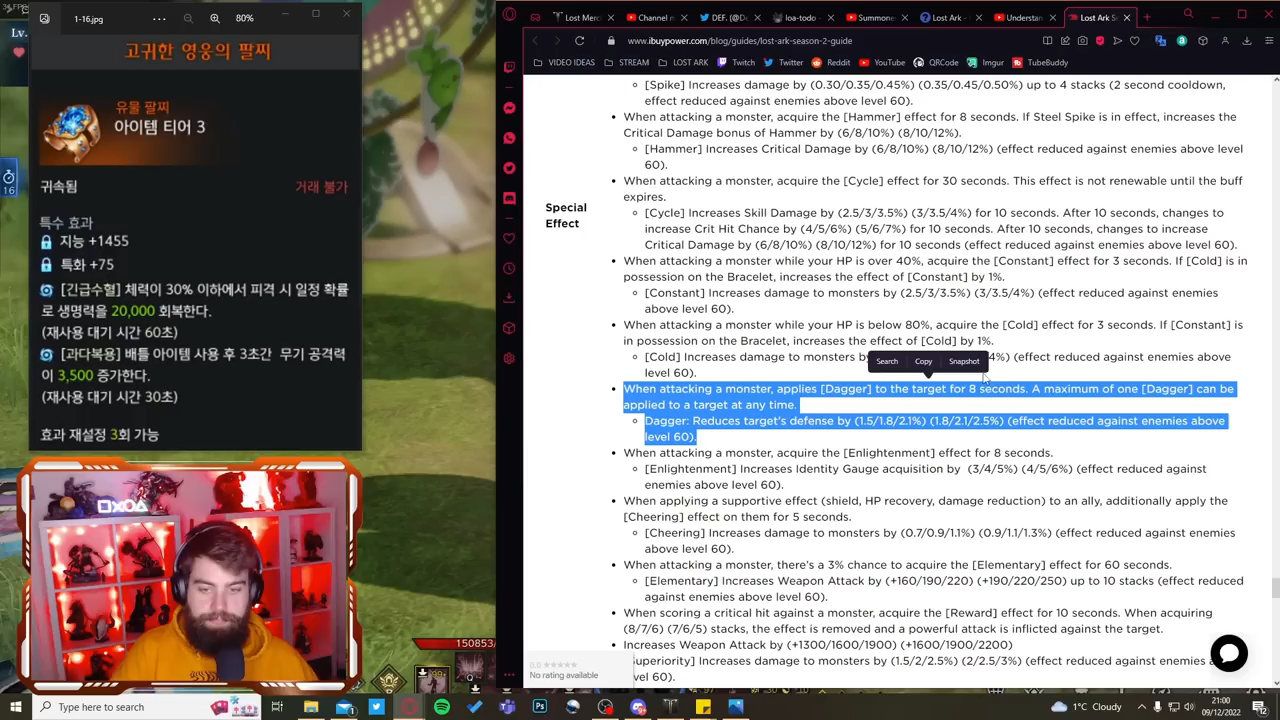 1-16.jpg
80%
고귀한 영웅의 팔찌
유물 팔찌
아이템 티어 3
귀속됨
거래 불가
특수 효과
지능 +1455
특화 +75
[긴급수혈] 체력이 30% 이하에서 피격 시 일정 확률
로 생명력을 20,000 회복한다.
(재사용 대기 시간 60초)
[과다복용] 배틀 아이템 사용 후 3초간 무기 공격력
이 3,500 증가한다.
(재사용 대기시간 30초)
효과 재설정 3회 가능
16
Lost Merc
Channel m
DEF. (@De
loa-todo -
Summone
Lost Ark -
Underst
Lost Ark S
www.ibuypower.com/blog/guides/lost-ark-season-2-guide
VIDEO IDEAS
STREAM
LOST ARK
Twitch
Twitter
Reddit
YouTube
QRCode
Imgur
TubeBuddy
Special
Effect
[Spike] Increases damage by (0.30/0.35/0.45%) (0.35/0.45/0.50%) up to 4 stacks (2 second cooldown,
effect reduced against enemies above level 60).
When attacking a monster, acquire the [Hammer] effect for 8 seconds. If Steel Spike is in effect, increases the
Critical Damage bonus of Hammer by (6/8/10%) (8/10/12%).
[Hammer] Increases Critical Damage by (6/8/10%) (8/10/12%) (effect reduced against enemies above level
60).
When attacking a monster, acquire the [Cycle] effect for 30 seconds. This effect is not renewable until the buff
expires.
[Cycle] Increases Skill Damage by (2.5/3/3.5%) (3/3.5/4%) for 10 seconds. After 10 seconds, changes to
increase Crit Hit Chance by (4/5/6%) (5/6/7%) for 10 seconds. After 10 seconds, changes to increase
Critical Damage by (6/8/10%) (8/10/12%) for 10 seconds (effect reduced against enemies above level 60).
When attacking a monster while your HP is over 40%, acquire the [Constant] effect for 3 seconds. If [Cold] is in
possession on the Bracelet, increases the effect of [Constant] by 1%.
[Constant] Increases damage to monsters by (2.5/3/3.5%) (3/3.5/4%) (effect reduced against enemies
above level 60).
When attacking a monster while your HP is below 80%, acquire the [Cold] effect for 3 seconds. If [Constant] is
in possession on the Bracelet, increases the effect of [Cold] by 1%.
Search Copy Snapshot
[Cold] Increases damage to monsters by 4%) (effect reduced against enemies above
level 60).
When attacking a monster, applies [Dagger] to the target for 8 seconds. A maximum of one [Dagger] can be
applied to a target at any time.
Dagger: Reduces target's defense by (1.5/1.8/2.1%) (1.8/2.1/2.5%) (effect reduced against enemies above
level 60).
When attacking a monster, acquire the [Enlightenment] effect for 8 seconds.
[Enlightenment] Increases Identity Gauge acquisition by (3/4/5%) (4/5/6%) (effect reduced against
enemies above level 60).
When applying a supportive effect (shield, HP recovery, damage reduction) to an ally, additionally apply the
[Cheering] effect on them for 5 seconds.
[Cheering] Increases damage to monsters by (0.7/0.9/1.1%) (0.9/1.1/1.3%) (effect reduced against enemies
above level 60).
When attacking a monster, there's a 3% chance to acquire the [Elementary] effect for 60 seconds.
[Elementary] Increases Weapon Attack by (+160/190/220) (+190/220/250) up to 10 stacks (effect reduced
against enemies above level 60).
When scoring a critical hit against a monster, acquire the [Reward] effect for 10 seconds. When acquiring
(8/7/6) (7/6/5) stacks, the effect is removed and a powerful attack is inflicted against the target.
Increases Weapon Attack by (+1300/1600/1900) (+1600/1900/2200)
Superiority] Increases damage to monsters by (1.5/2/2.5%) (2/2.5/3%) (effect reduced against enemies
vel 60).
150853/
0.0
No rating available
Type here to search
1°C Cloudy
21:00
09/12/2022